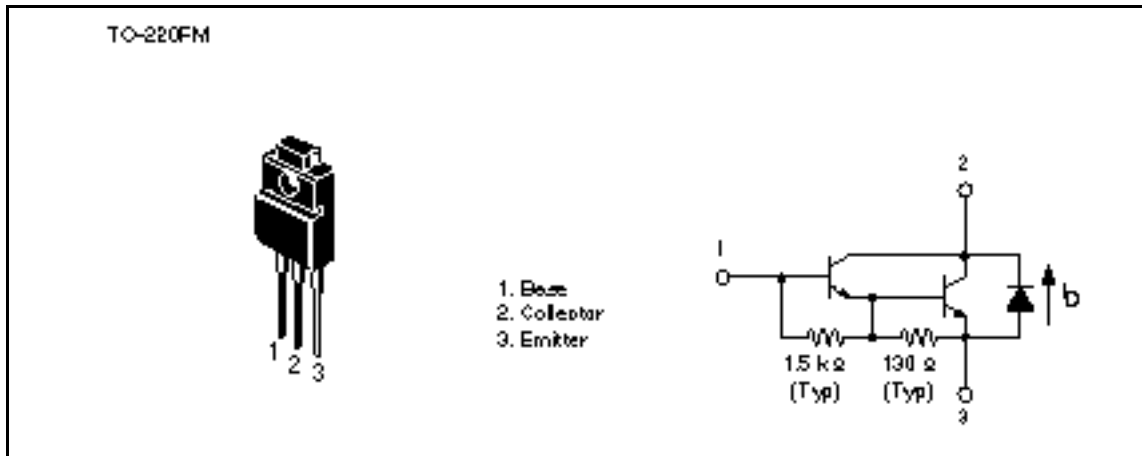 TO-220FM
1. Base
2. Collector
3. Emitter
1
2
3
2
1
I_D
1.5 kΩ
(Typ)
130 Ω
(Typ)
3